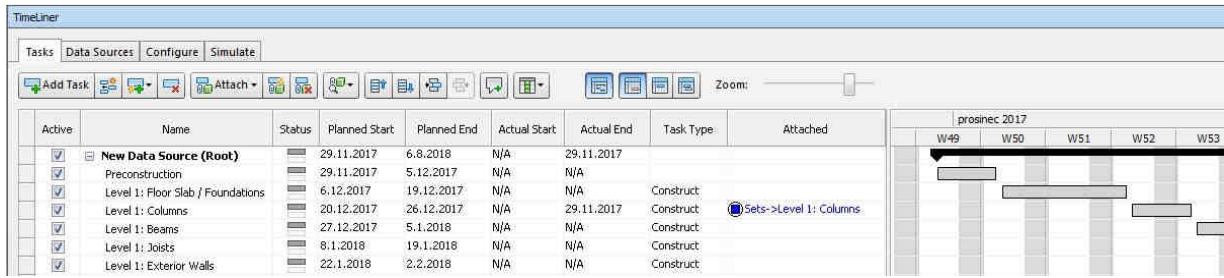 TimeLiner
Tasks Data Sources Configure Simulate
Add Task Attach Zoom:
prosinec 2017
Active Name Status Planned Start Planned End Actual Start Actual End Task Type Attached W49 W50 W51 W52 W53
New Data Source (Root) 29.11.2017 6.8.2018 N/A 29.11.2017
Preconstruction 29.11.2017 5.12.2017 N/A N/A
Level 1: Floor Slab / Foundations 6.12.2017 19.12.2017 N/A N/A Construct
Level 1: Columns 20.12.2017 26.12.2017 N/A 29.11.2017 Construct Sets->Level 1: Columns
Level 1: Beams 27.12.2017 5.1.2018 N/A N/A Construct
Level 1: Joists 8.1.2018 19.1.2018 N/A N/A Construct
Level 1: Exterior Walls 22.1.2018 2.2.2018 N/A N/A Construct